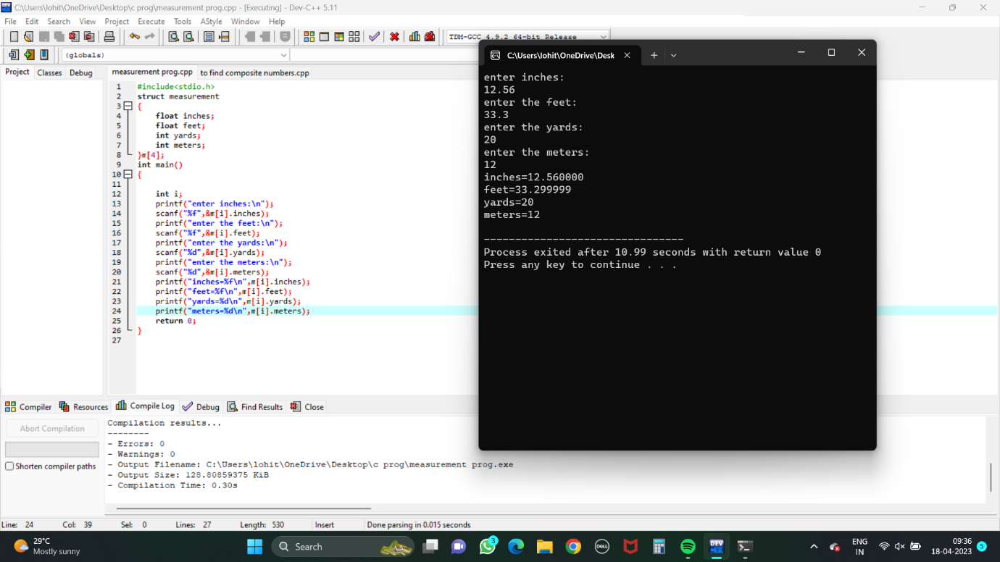 C:\Users\lohit\OneDrive\Desktop\c prog\measurement prog.cpp - [Executing] - Dev-C++ 5.11
File Edit Search View Project Execute Tools AStyle Window Help
TDM-GCC 4.9.2 64-bit Release
(globals)
Project Classes Debug
measurement prog.cpp to find composite numbers.cpp
1 #include<stdio.h>
2 struct measurement
3 {
4 float inches;
5 float feet;
6 int yards;
7 int meters;
8 }m[4];
9 int main()
10 {
11
12 int i;
13 printf("enter inches:\n");
14 scanf("%f",&m[i].inches);
15 printf("enter the feet:\n");
16 scanf("%f",&m[i].feet);
17 printf("enter the yards:\n");
18 scanf("%d",&m[i].yards);
19 printf("enter the meters:\n");
20 scanf("%d",&m[i].meters);
21 printf("inches=%f\n",m[i].inches);
22 printf("feet=%f\n",m[i].feet);
23 printf("yards=%d\n",m[i].yards);
24 printf("meters=%d\n",m[i].meters);
25 return 0;
26 }
27
C:\Users\lohit\OneDrive\Desk
enter inches:
12.56
enter the feet:
33.3
enter the yards:
20
enter the meters:
12
inches=12.560000
feet=33.299999
yards=20
meters=12
--------------------------------
Process exited after 10.99 seconds with return value 0
Press any key to continue . . .
Compiler Resources Compile Log Debug Find Results Close
Abort Compilation
Shorten compiler paths
Compilation results...
--------
- Errors: 0
- Warnings: 0
- Output Filename: C:\Users\lohit\OneDrive\Desktop\c prog\measurement prog.exe
- Output Size: 128.80859375 KiB
- Compilation Time: 0.30s
Line: 24 Col: 39 Sel: 0 Lines: 27 Length: 530 Insert Done parsing in 0.015 seconds
29°C
Mostly sunny
Search
3
DELL
DEV
ENG
IN
09:36
18-04-2023
5